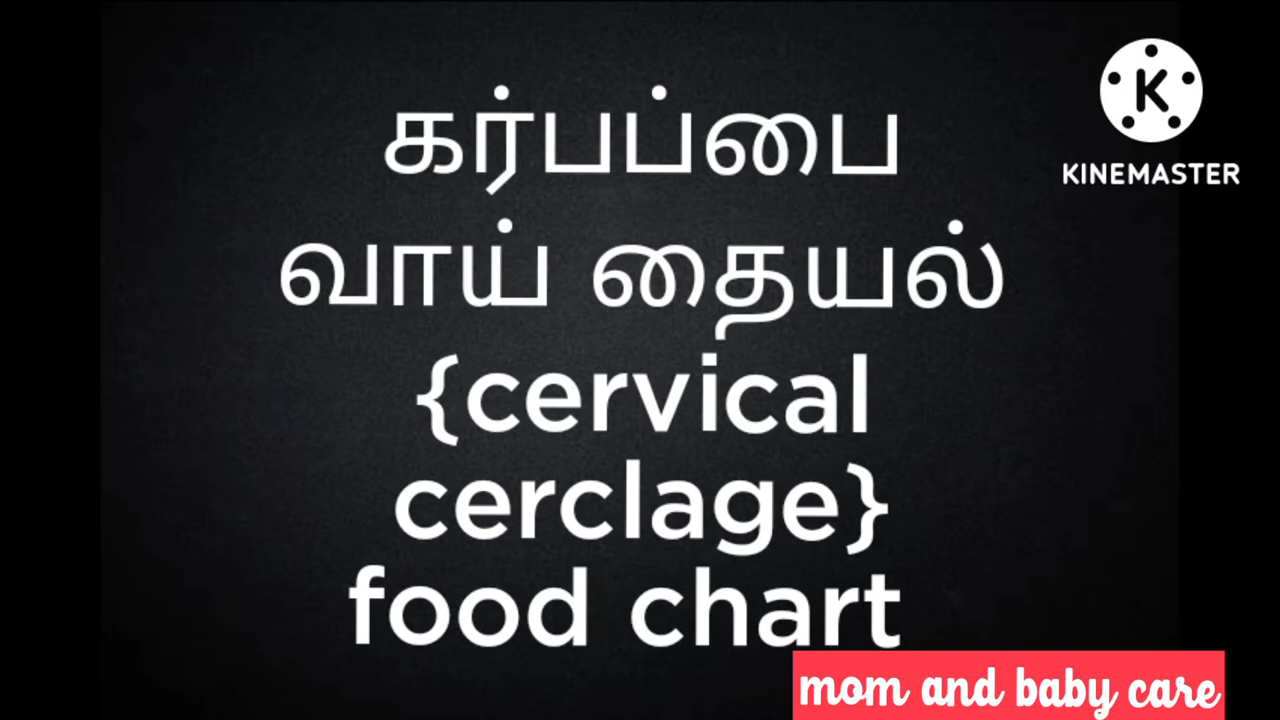 கர்பப்பை
வாய் தையல்
{cervical
cerclage}
food chart
K
KINEMASTER
mom and baby care